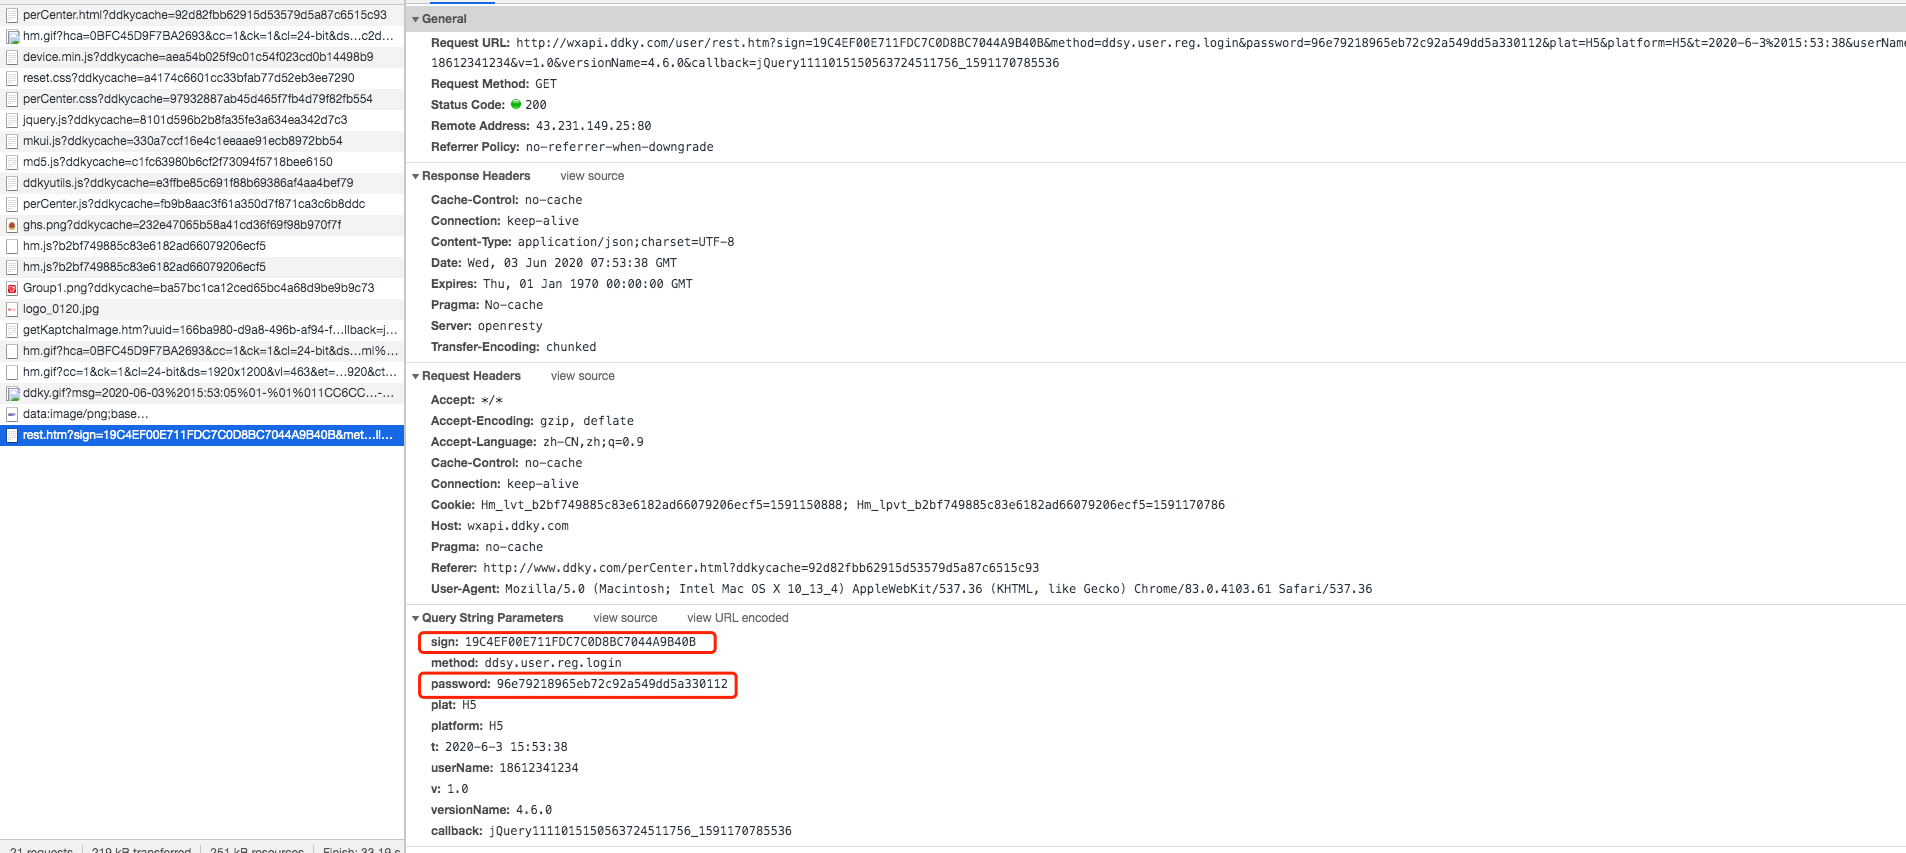 perCenter.html?ddkycache=92d82fbb62915d53579d5a87c6515c93
hm.gif?hca=0BFC45D9F7BA2693&cc=1&ck=1&cl=24-bit&ds...c2d...
device.min.js?ddkycache=aea54b025f9c01c54f023cd0b14498b9
reset.css?ddkycache=a4174c6601cc33bfab77d52eb3ee7290
perCenter.css?ddkycache=97932887ab45d465f7fb4d79f82fb554
jquery.js?ddkycache=8101d596b2b8fa35fe3a634ea342d7c3
mkui.js?ddkycache=330a7ccf16e4c1eeaae91ecb8972bb54
md5.js?ddkycache=c1fc63980b6cf2f73094f5718bee6150
ddkyutils.js?ddkycache=e3ffbe85c691f88b69386af4aa4bef79
perCenter.js?ddkycache=fb9b8aac3f61a350d7f871ca3c6b8ddc
ghs.png?ddkycache=232e47065b58a41cd36f69f98b970f7f
hm.js?b2bf749885c83e6182ad66079206ecf5
hm.js?b2bf749885c83e6182ad66079206ecf5
Group1.png?ddkycache=ba57bc1ca12ced65bc4a68d9be9b9c73
logo_0120.jpg
getKaptchaImage.htm?uuid=166ba980-d9a8-496b-af94-f...llback=j...
hm.gif?hca=0BFC45D9F7BA2693&cc=1&ck=1&cl=24-bit&ds...ml%...
hm.gif?cc=1&ck=1&cl=24-bit&ds=1920x1200&vl=463&et=...920&ct...
ddky.gif?msg=2020-06-03%2015:53:05%01-%01%011CC6CC...-...
data:image/png;base...
rest.htm?sign=19C4EF00E711FDC7C0D8BC7044A9B40B&met...ll...
21 requests 219 kB transferred 251 kB resources Finish: 33.19 s
General
Request URL: http://wxapi.ddky.com/user/rest.htm?sign=19C4EF00E711FDC7C0D8BC7044A9B40B&method=ddsy.user.reg.login&password=96e79218965eb72c92a549dd5a330112&plat=H5&platform=H5&t=2020-6-3%2015:53:38&userName
18612341234&v=1.0&versionName=4.6.0&callback=jQuery1111015150563724511756_1591170785536
Request Method: GET
Status Code: 200
Remote Address: 43.231.149.25:80
Referrer Policy: no-referrer-when-downgrade
Response Headers view source
Cache-Control: no-cache
Connection: keep-alive
Content-Type: application/json;charset=UTF-8
Date: Wed, 03 Jun 2020 07:53:38 GMT
Expires: Thu, 01 Jan 1970 00:00:00 GMT
Pragma: No-cache
Server: openresty
Transfer-Encoding: chunked
Request Headers view source
Accept: */*
Accept-Encoding: gzip, deflate
Accept-Language: zh-CN,zh;q=0.9
Cache-Control: no-cache
Connection: keep-alive
Cookie: Hm_lvt_b2bf749885c83e6182ad66079206ecf5=1591150888; Hm_lpvt_b2bf749885c83e6182ad66079206ecf5=1591170786
Host: wxapi.ddky.com
Pragma: no-cache
Referer: http://www.ddky.com/perCenter.html?ddkycache=92d82fbb62915d53579d5a87c6515c93
User-Agent: Mozilla/5.0 (Macintosh; Intel Mac OS X 10_13_4) AppleWebKit/537.36 (KHTML, like Gecko) Chrome/83.0.4103.61 Safari/537.36
Query String Parameters view source view URL encoded
sign: 19C4EF00E711FDC7C0D8BC7044A9B40B
method: ddsy.user.reg.login
password: 96e79218965eb72c92a549dd5a330112
plat: H5
platform: H5
t: 2020-6-3 15:53:38
userName: 18612341234
v: 1.0
versionName: 4.6.0
callback: jQuery1111015150563724511756_1591170785536